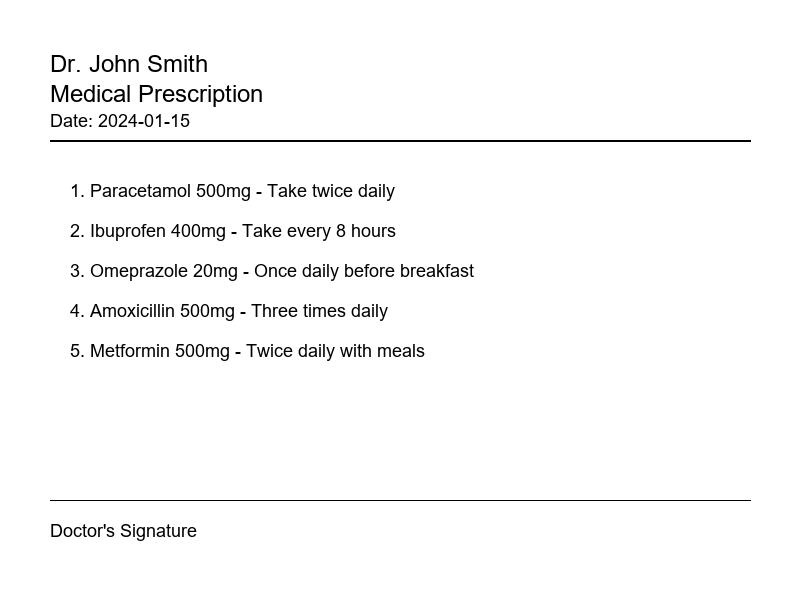 Dr. John Smith
Medical Prescription
Date: 2024-01-15
1. Paracetamol 500mg - Take twice daily
2. Ibuprofen 400mg - Take every 8 hours
3. Omeprazole 20mg - Once daily before breakfast
4. Amoxicillin 500mg - Three times daily
5. Metformin 500mg - Twice daily with meals
Doctor's Signature